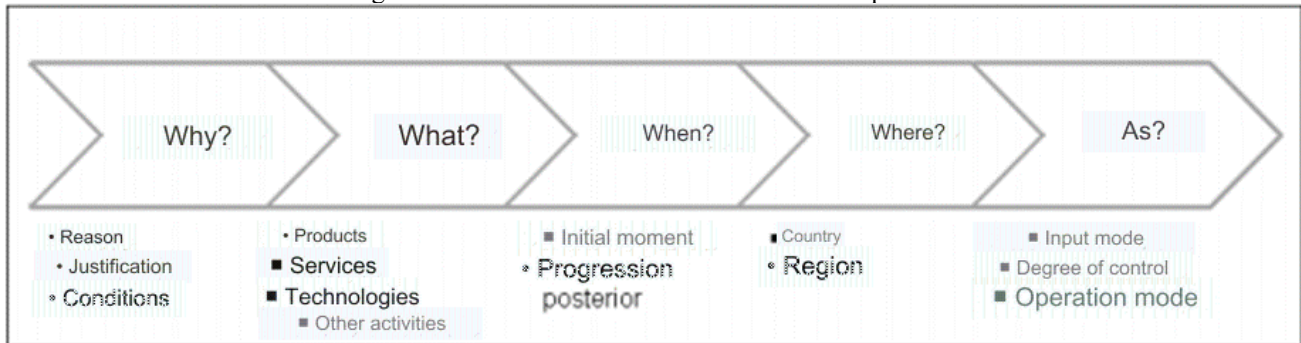 Why?
What?
When?
Where?
As?
• Reason
• Justification
• Conditions
• Products
■ Services
■ Technologies
■ Other activities
■ Initial moment
• Progression
posterior
■ Country
• Region
■ Input mode
■ Degree of control
■ Operation mode